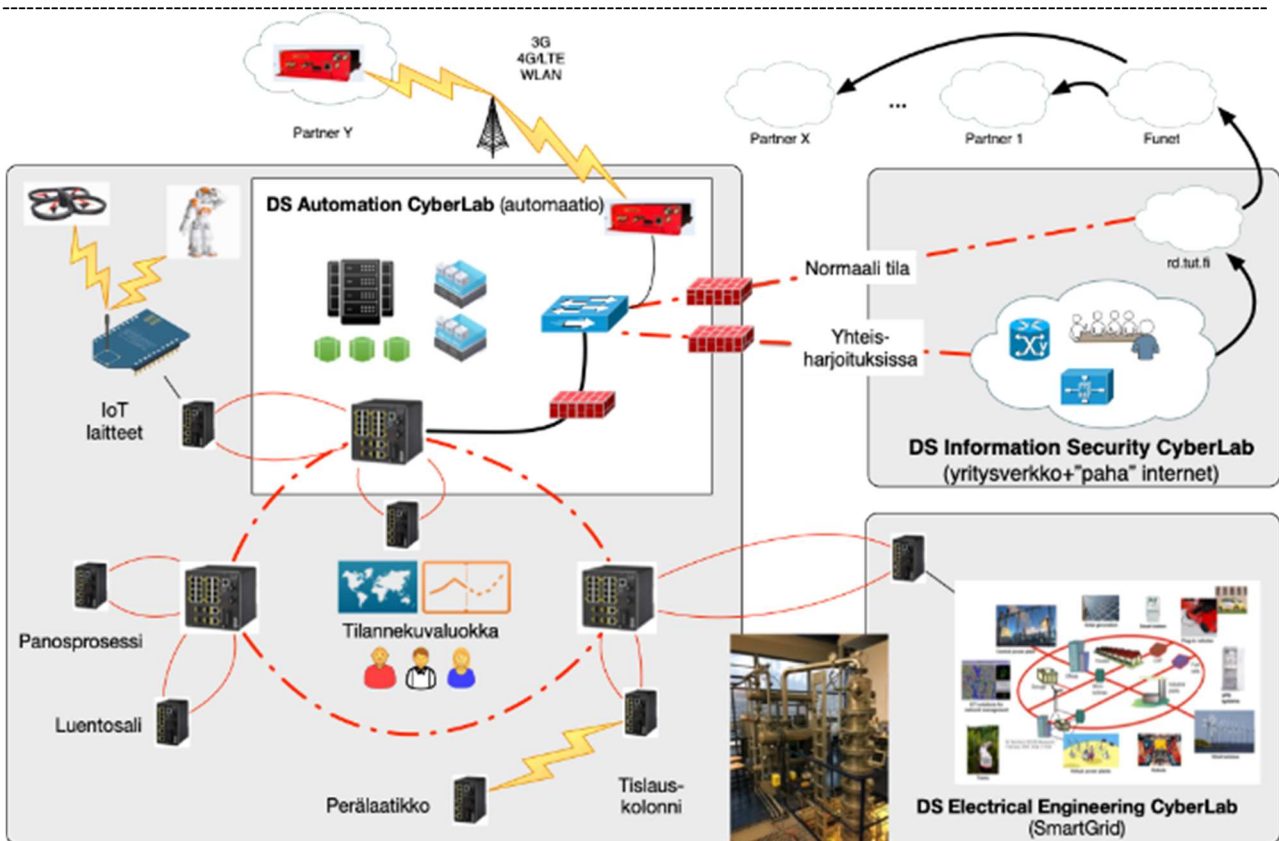 3G
4G/LTE
WLAN
Partner Y
Partner X
...
Partner 1
Funet
DS Automation CyberLab (automaatio)
Normaali tila
rd.tut.fi
Yhteis-
harjoituksissa
IoT
laitteet
DS Information Security CyberLab
(yritysverkko+"paha" internet)
Panosprosessi
Tilannekuvaluokka
Luentosali
Perälaatikko
Tislaus-
kolonni
DS Electrical Engineering CyberLab
(SmartGrid)